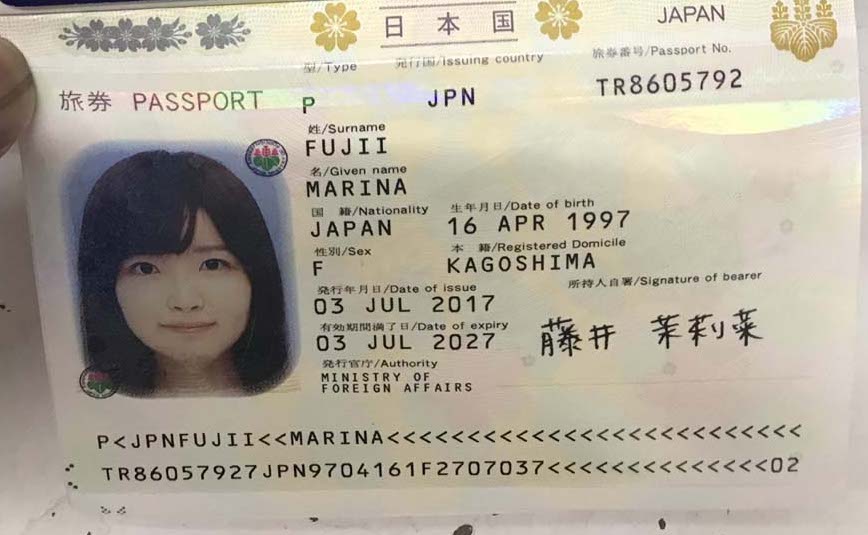 日本国
JAPAN
型/Type
発行国/Issuing country
旅券番号/Passport No.
旅券 PASSPORT
P
JPN
TR8605792
姓/Surname
FUJII
名/Given name
MARINA
国 籍/Nationality
生年月日/Date of birth
JAPAN
16 APR 1997
性別/Sex
本 籍/Registered Domicile
F
KAGOSHIMA
発行年月日/Date of issue
所持人自署/Signature of bearer
03 JUL 2017
藤井 茉莉菜
有効期間満了日/Date of expiry
03 JUL 2027
発行官庁/Authority
MINISTRY OF
FOREIGN AFFAIRS
P<JPNFUJII<<MARINA<<<<<<<<<<<<<<<<<<<<<<<<<<
TR86057927JPN9704161F2707037<<<<<<<<<<<<<<02